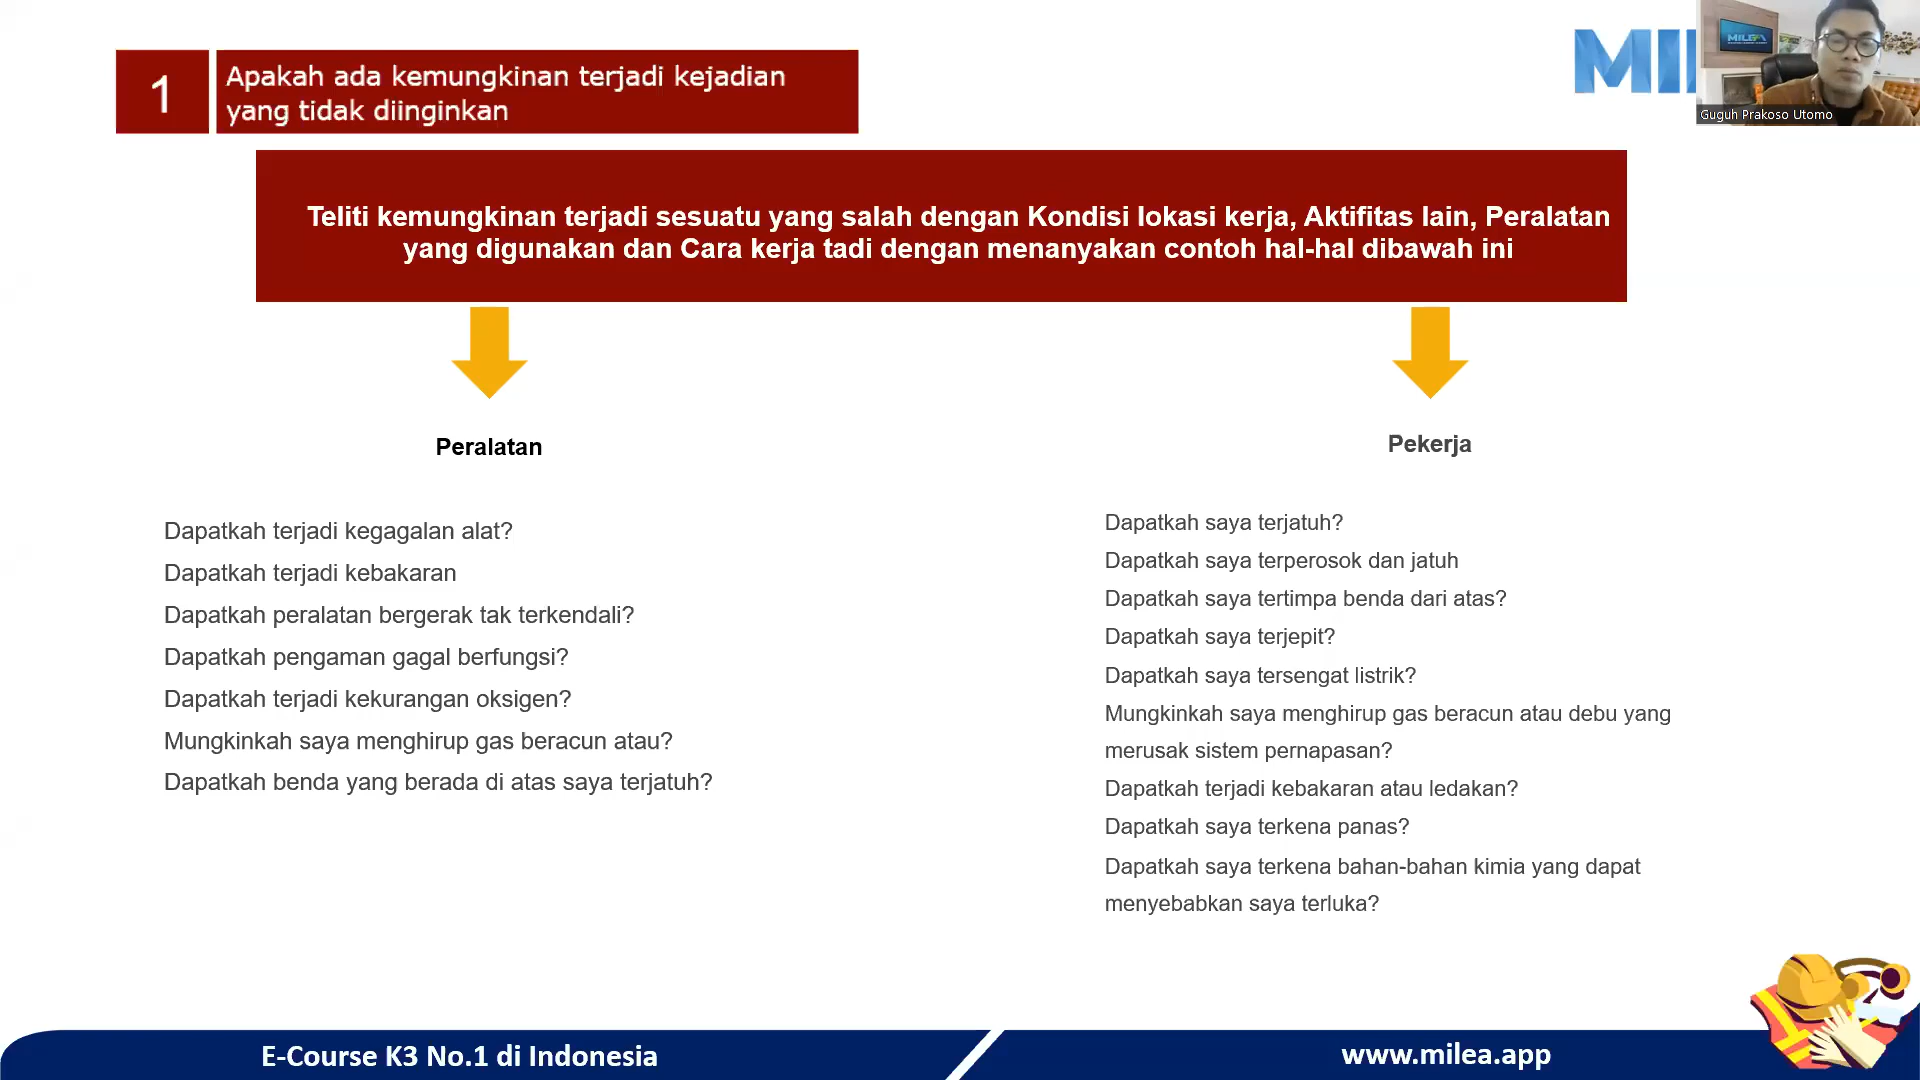 1
Apakah ada kemungkinan terjadi kejadian
yang tidak diinginkan
MILEA
Guguh Prakoso Utomo
Teliti kemungkinan terjadi sesuatu yang salah dengan Kondisi lokasi kerja, Aktifitas lain, Peralatan
yang digunakan dan Cara kerja tadi dengan menanyakan contoh hal-hal dibawah ini
Peralatan
Dapatkah terjadi kegagalan alat?
Dapatkah terjadi kebakaran
Dapatkah peralatan bergerak tak terkendali?
Dapatkah pengaman gagal berfungsi?
Dapatkah terjadi kekurangan oksigen?
Mungkinkah saya menghirup gas beracun atau?
Dapatkah benda yang berada di atas saya terjatuh?
Pekerja
Dapatkah saya terjatuh?
Dapatkah saya terperosok dan jatuh
Dapatkah saya tertimpa benda dari atas?
Dapatkah saya terjepit?
Dapatkah saya tersengat listrik?
Mungkinkah saya menghirup gas beracun atau debu yang
merusak sistem pernapasan?
Dapatkah terjadi kebakaran atau ledakan?
Dapatkah saya terkena panas?
Dapatkah saya terkena bahan-bahan kimia yang dapat
menyebabkan saya terluka?
E-Course K3 No.1 di Indonesia
www.milea.app